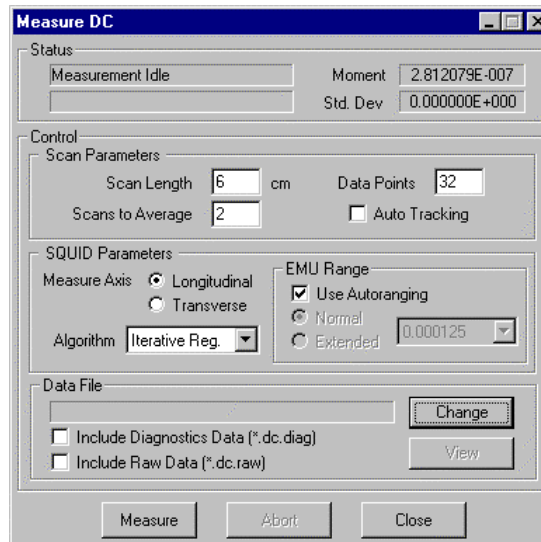 Measure DC
Status
Measurement Idle Moment 2.812079E-007
Std. Dev 0.000000E+000
Control
Scan Parameters
Scan Length 6 cm Data Points 32
Scans to Average 2 Auto Tracking
SQUID Parameters
Measure Axis Longitudinal
Transverse
Algorithm Iterative Reg.
EMU Range
Use Autoranging
Normal
Extended
0.000125
Data File
Change
Include Diagnostics Data (*.dc.diag)
View
Include Raw Data (*.dc.raw)
Measure Abort Close